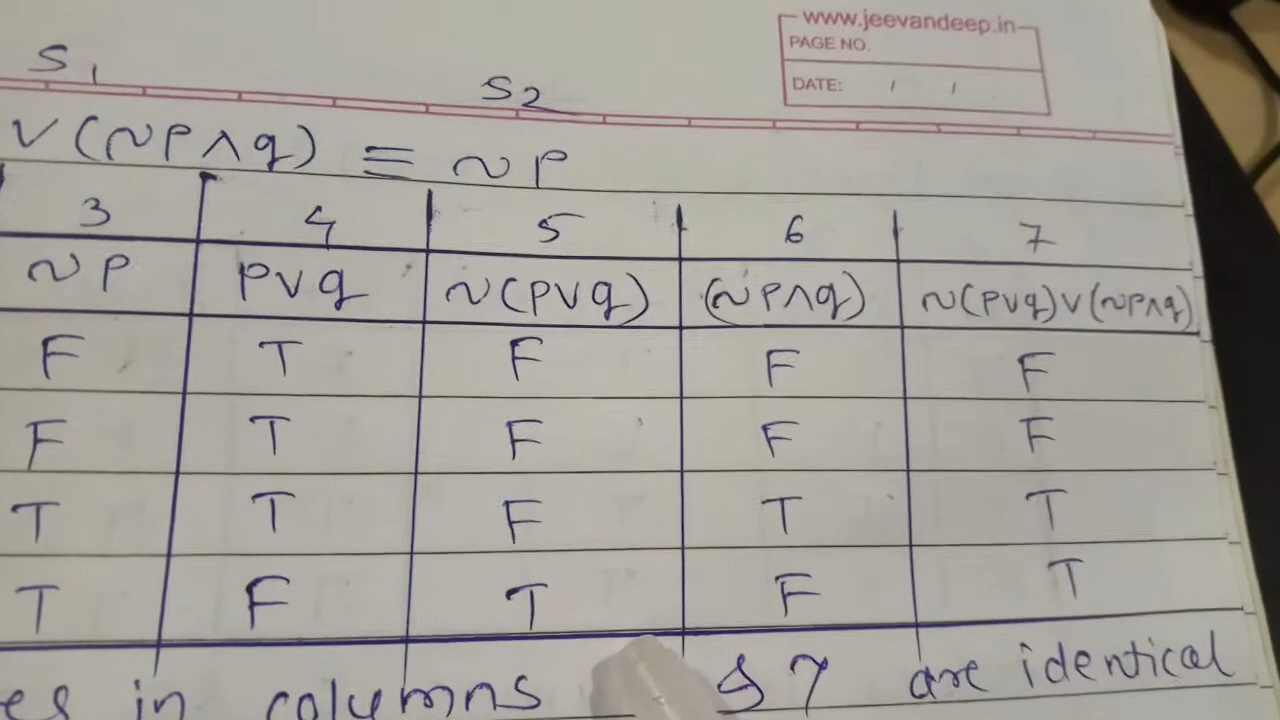 www.jeevandeep.in
PAGE NO.
DATE: / /
S1 S2
∨ (~P∧q) ≡ ~P
3 4 5 6 7
~P P∨q ~(P∨q) (~P∧q) ~(P∨q)∨(~P∧q)
F T F F F
F T F F F
T T F T T
T F T F T
es in columns & 7 are identical